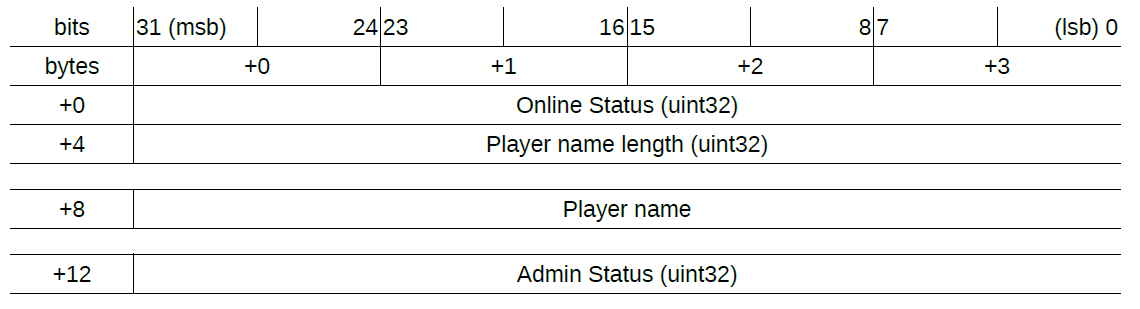 bits 31 (msb) 24 23 16 15 8 7 (lsb) 0
bytes +0 +1 +2 +3
+0 Online Status (uint32)
+4 Player name length (uint32)
+8 Player name
+12 Admin Status (uint32)